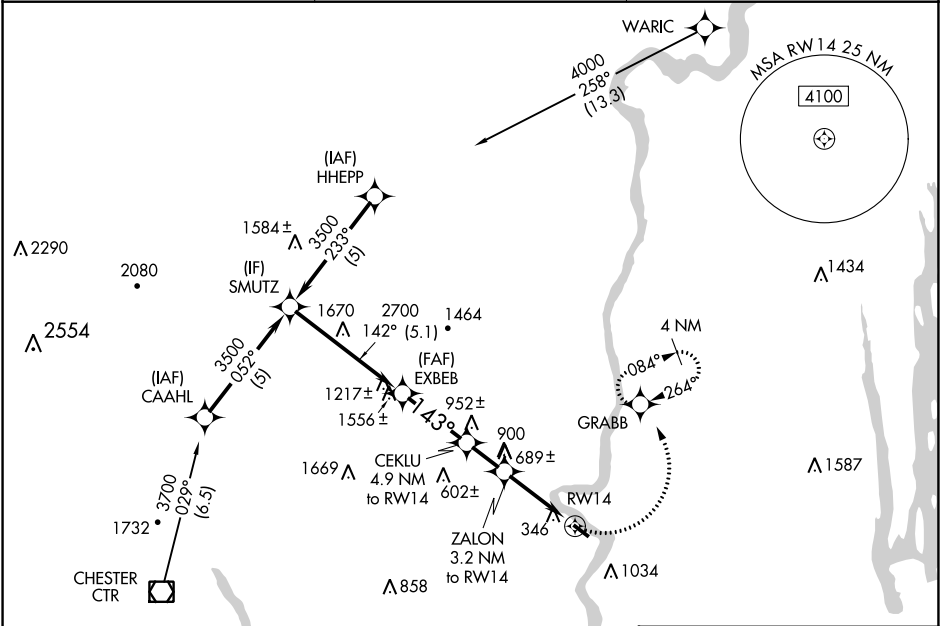 WARIC
4000
258°
(13.3)
MSA RW14 25 NM
4100
(IAF)
HHEPP
3500
233°
(5)
1584±
2290
2080
(IF)
SMUTZ
1434
2554
1670
2700
142° (5.1)
1464
4 NM
084°
264°
GRABB
3500
052°
(5)
(IAF)
CAAHL
(FAF)
EXBEB
1217±
1556±
143°
952±
900
689±
CEKLU
4.9 NM
to RW14
1669
602±
1587
RW14
346
ZALON
3.2 NM
to RW14
3700
029°
(6.5)
1732
1034
CHESTER
CTR
858